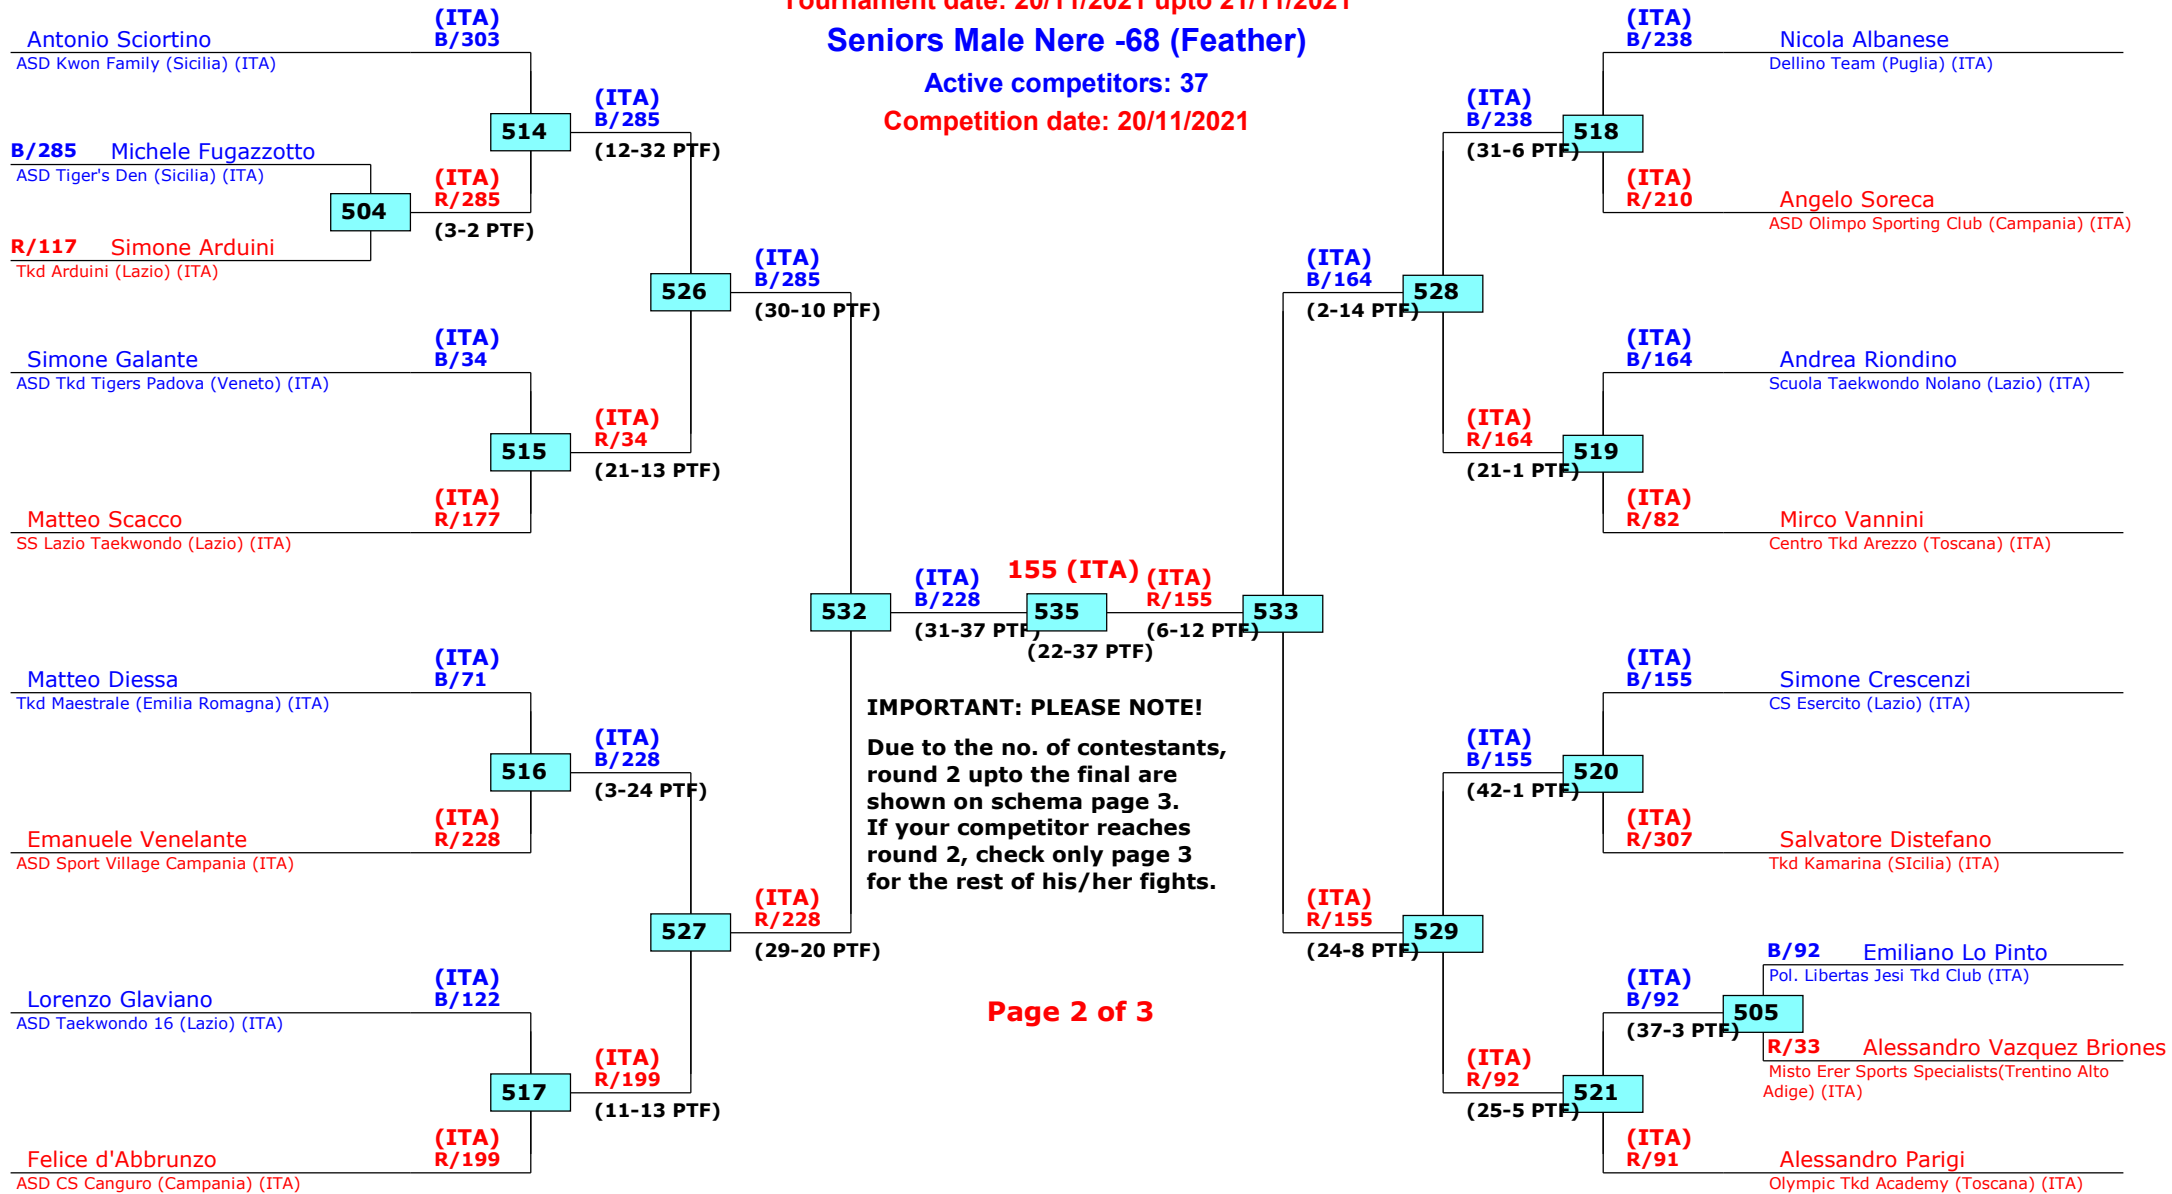 Tournament date: 20/11/2021 upto 21/11/2021
Seniors Male Nere -68 (Feather)
Active competitors: 37
Competition date: 20/11/2021
Antonio Sciortino
(ITA)
B/303
ASD Kwon Family (Sicilia) (ITA)
514
(ITA)
B/285
(12-32 PTF)
B/285 Michele Fugazzotto
ASD Tiger's Den (Sicilia) (ITA)
504
(ITA)
R/285
(3-2 PTF)
R/117 Simone Arduini
Tkd Arduini (Lazio) (ITA)
526
(ITA)
B/285
(30-10 PTF)
Simone Galante
(ITA)
B/34
ASD Tkd Tigers Padova (Veneto) (ITA)
515
(ITA)
R/34
(21-13 PTF)
Matteo Scacco
(ITA)
R/177
SS Lazio Taekwondo (Lazio) (ITA)
532
(ITA)
B/228
(31-37 PTF)
155 (ITA)
535
(22-37 PTF)
(ITA)
R/155
(6-12 PTF)
533
Matteo Diessa
(ITA)
B/71
Tkd Maestrale (Emilia Romagna) (ITA)
516
(ITA)
B/228
(3-24 PTF)
Emanuele Venelante
(ITA)
R/228
ASD Sport Village Campania (ITA)
527
(ITA)
R/228
(29-20 PTF)
Lorenzo Glaviano
(ITA)
B/122
ASD Taekwondo 16 (Lazio) (ITA)
517
(ITA)
R/199
(11-13 PTF)
Felice d'Abbrunzo
(ITA)
R/199
ASD CS Canguro (Campania) (ITA)
IMPORTANT: PLEASE NOTE!
Due to the no. of contestants,
round 2 upto the final are
shown on schema page 3.
If your competitor reaches
round 2, check only page 3
for the rest of his/her fights.
Page 2 of 3
(ITA)
B/238
Nicola Albanese
Dellino Team (Puglia) (ITA)
(ITA)
B/238
(31-6 PTF)
518
(ITA)
R/210
Angelo Soreca
ASD Olimpo Sporting Club (Campania) (ITA)
(ITA)
B/164
(2-14 PTF)
528
(ITA)
B/164
Andrea Riondino
Scuola Taekwondo Nolano (Lazio) (ITA)
(ITA)
R/164
(21-1 PTF)
519
(ITA)
R/82
Mirco Vannini
Centro Tkd Arezzo (Toscana) (ITA)
(ITA)
B/155
Simone Crescenzi
CS Esercito (Lazio) (ITA)
(ITA)
B/155
(42-1 PTF)
520
(ITA)
R/307
Salvatore Distefano
Tkd Kamarina (SIcilia) (ITA)
(ITA)
R/155
(24-8 PTF)
529
B/92 Emiliano Lo Pinto
Pol. Libertas Jesi Tkd Club (ITA)
(ITA)
B/92
(37-3 PTF)
505
R/33 Alessandro Vazquez Briones
Misto Erer Sports Specialists(Trentino Alto
Adige) (ITA)
(ITA)
R/92
(25-5 PTF)
521
(ITA)
R/91
Alessandro Parigi
Olympic Tkd Academy (Toscana) (ITA)